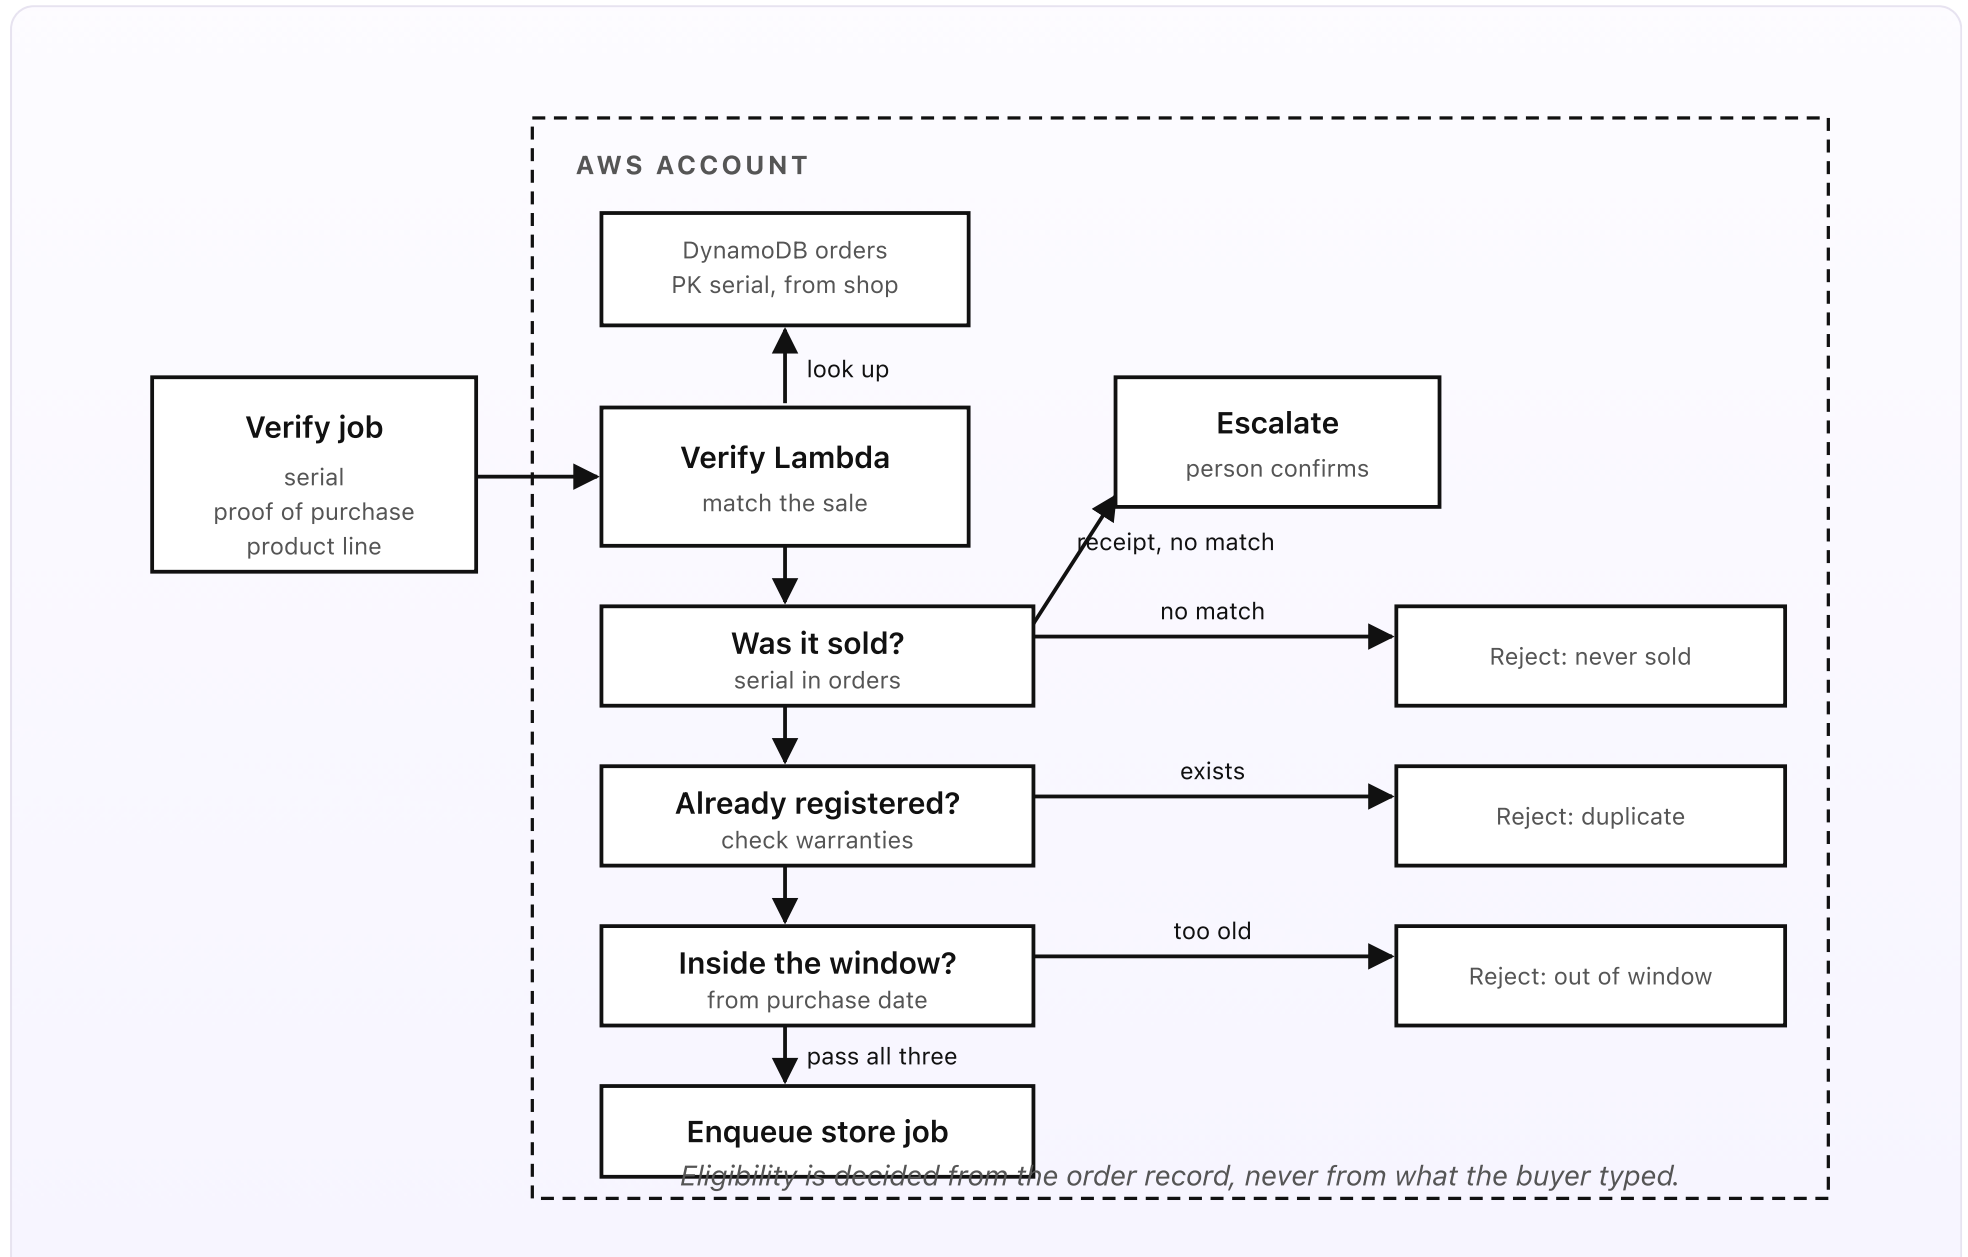 AWS ACCOUNT
DynamoDB orders
PK serial, from shop
look up
Verify job
serial
proof of purchase
product line
Verify Lambda
match the sale
Escalate
person confirms
receipt, no match
Was it sold?
serial in orders
no match
Reject: never sold
Already registered?
check warranties
exists
Reject: duplicate
Inside the window?
from purchase date
too old
Reject: out of window
pass all three
Enqueue store job
Eligibility is decided from the order record, never from what the buyer typed.